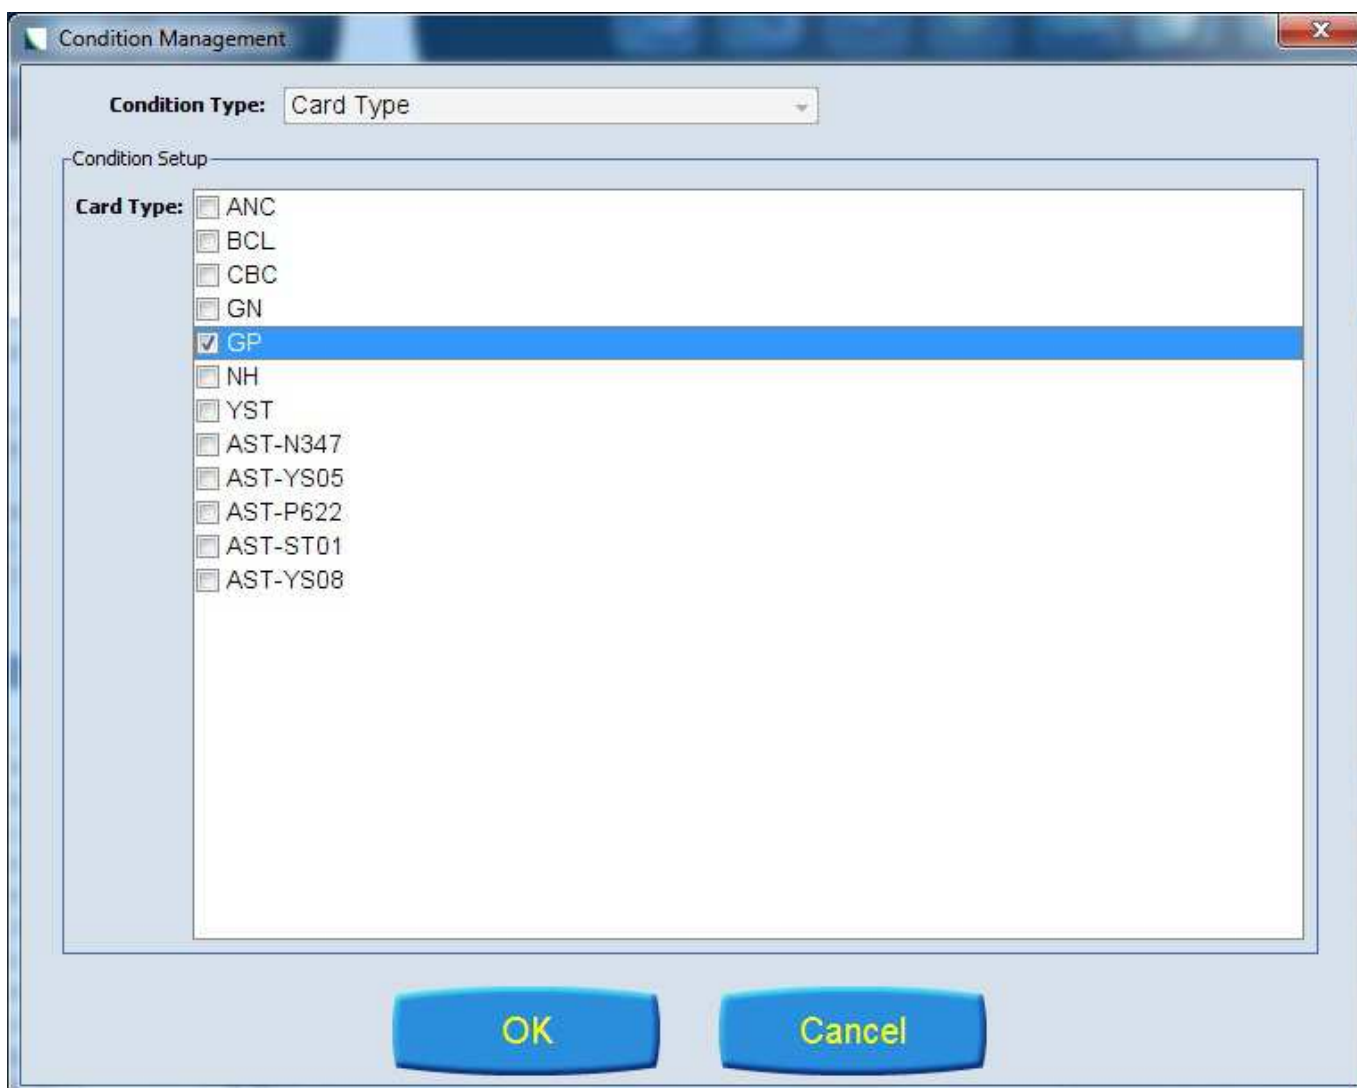 Condition Management
Condition Type: Card Type
Condition Setup
Card Type: ANC
BCL
CBC
GN
GP
NH
YST
AST-N347
AST-YS05
AST-P622
AST-ST01
AST-YS08
OK Cancel